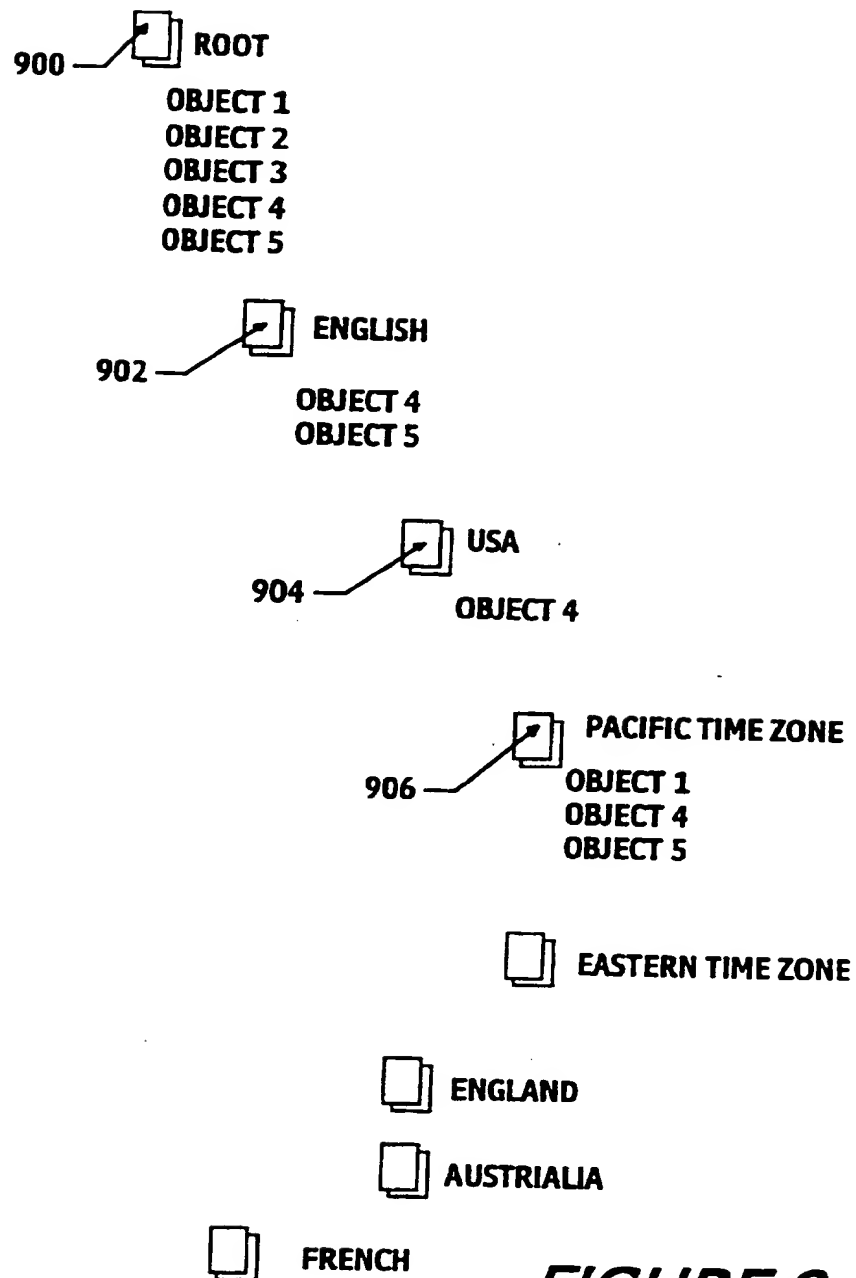 900
ROOT
OBJECT 1
OBJECT 2
OBJECT 3
OBJECT 4
OBJECT 5
902
ENGLISH
OBJECT 4
OBJECT 5
904
USA
OBJECT 4
906
PACIFIC TIME ZONE
OBJECT 1
OBJECT 4
OBJECT 5
EASTERN TIME ZONE
ENGLAND
AUSTRIALIA
FRENCH
FIGURE 9